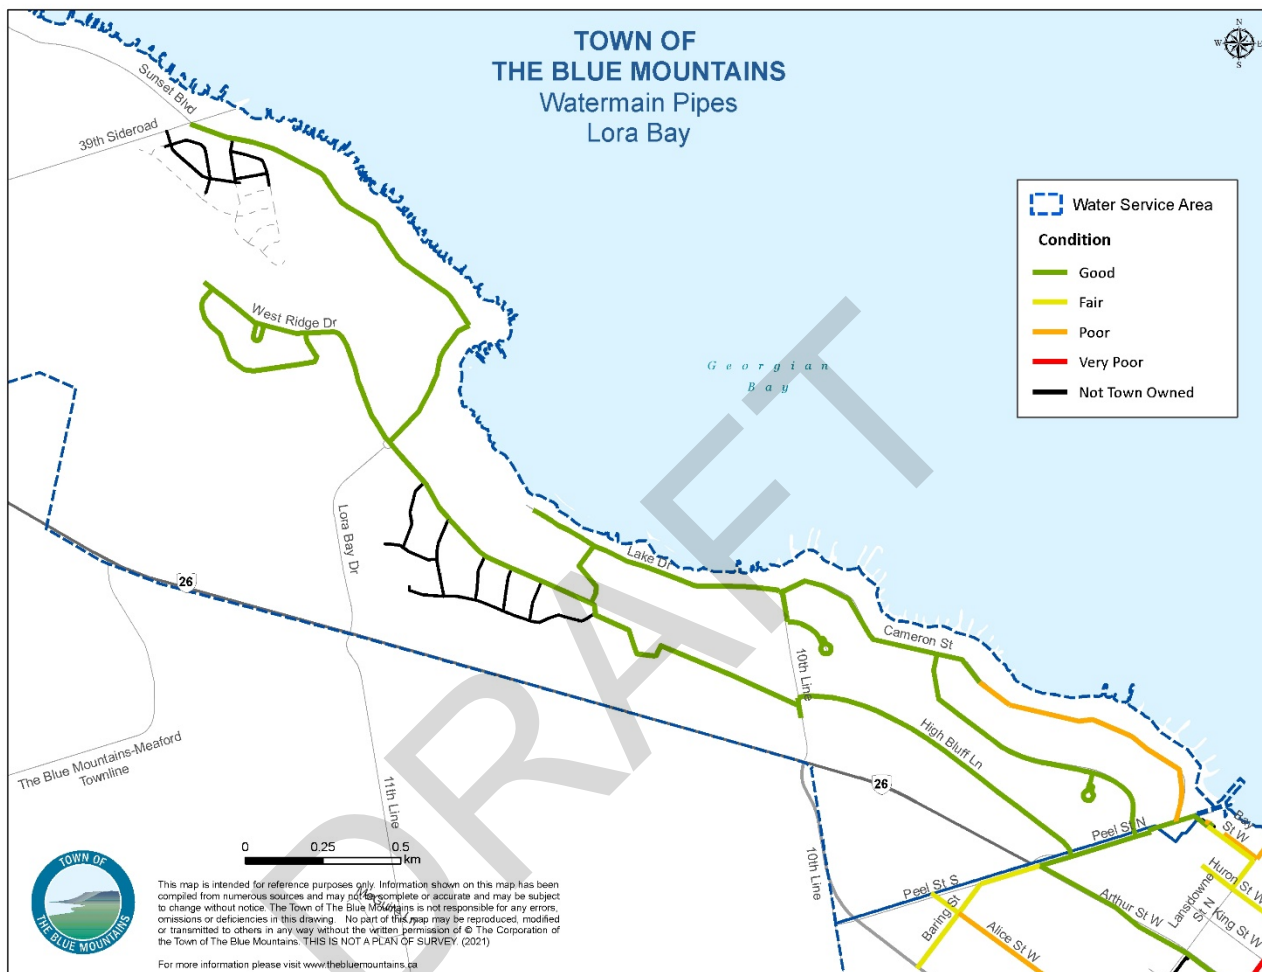 TOWN OF
THE BLUE MOUNTAINS
Watermain Pipes
Lora Bay
N
W
E
S
Sunset Blvd
39th Sideroad
Water Service Area
Condition
Good
Fair
Poor
Very Poor
Not Town Owned
West Ridge Dr
Georgian
Bay
Lora Bay Dr
Lake Dr
26
Cameron St
10th Line
High Bluff Ln
The Blue Mountains-Meaford
Townline
11th Line
26
Peel St N
Bay
St W
Huron St W
King St W
Lansdowne
St N
Arthur St W
Peel St S
Baring St
Alice St W
10th Line
DRAFT
0 0.25 0.5
km
TOWN OF
THE BLUE MOUNTAINS
This map is intended for reference purposes only. Information shown on this map has been
compiled from numerous sources and may not be complete or accurate and may be subject
to change without notice. The Town of The Blue Mountains is not responsible for any errors,
omissions or deficiencies in this drawing. No part of this map may be reproduced, modified
or transmitted to others in any way without the written permission of © The Corporation of
the Town of The Blue Mountains. THIS IS NOT A PLAN OF SURVEY. (2021)
For more information please visit www.thebluemountains.ca